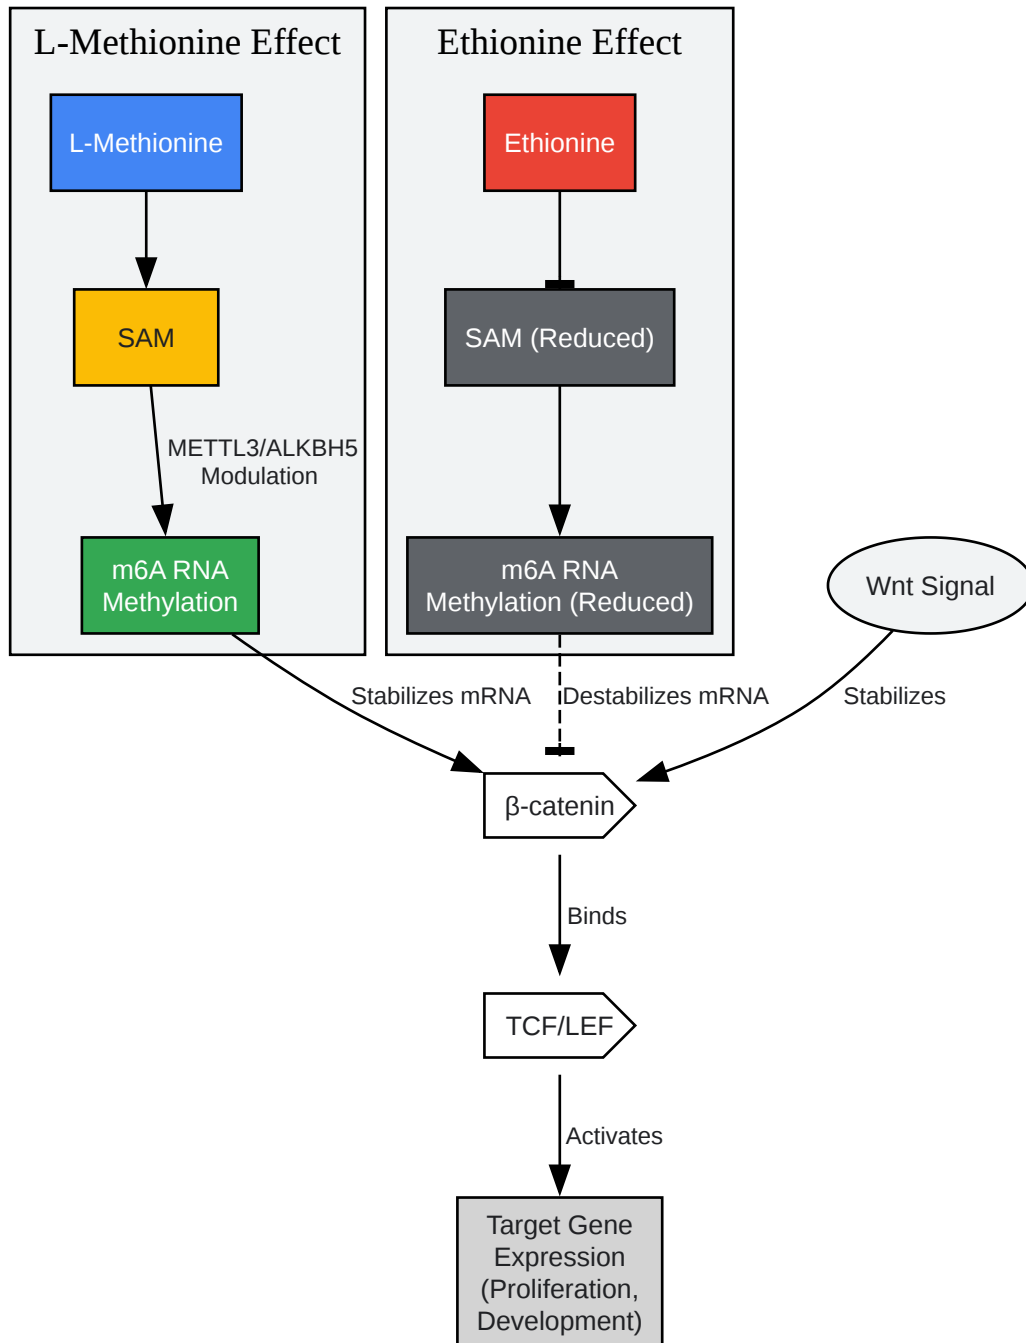 L-Methionine Effect
Ethionine Effect
L-Methionine
Ethionine
SAM
SAM (Reduced)
METTL3/ALKBH5
Modulation
m6A RNA
Methylation
m6A RNA
Methylation (Reduced)
Wnt Signal
Stabilizes mRNA
Destabilizes mRNA
Stabilizes
β-catenin
Binds
TCF/LEF
Activates
Target Gene
Expression
(Proliferation,
Development)